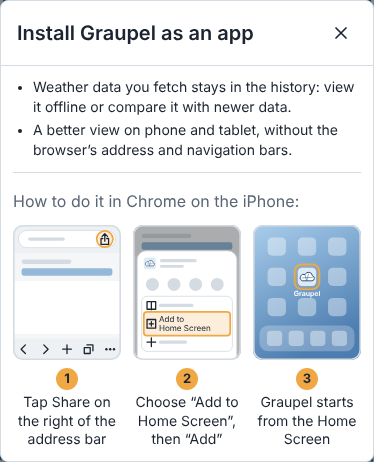 Install Graupel as an app
• Weather data you fetch stays in the history: view
it offline or compare it with newer data.
• A better view on phone and tablet, without the
browser’s address and navigation bars.
How to do it in Chrome on the iPhone:
Add to
Home Screen
Graupel
1
Tap Share on
the right of the
address bar
2
Choose “Add to
Home Screen”,
then “Add”
3
Graupel starts
from the Home
Screen